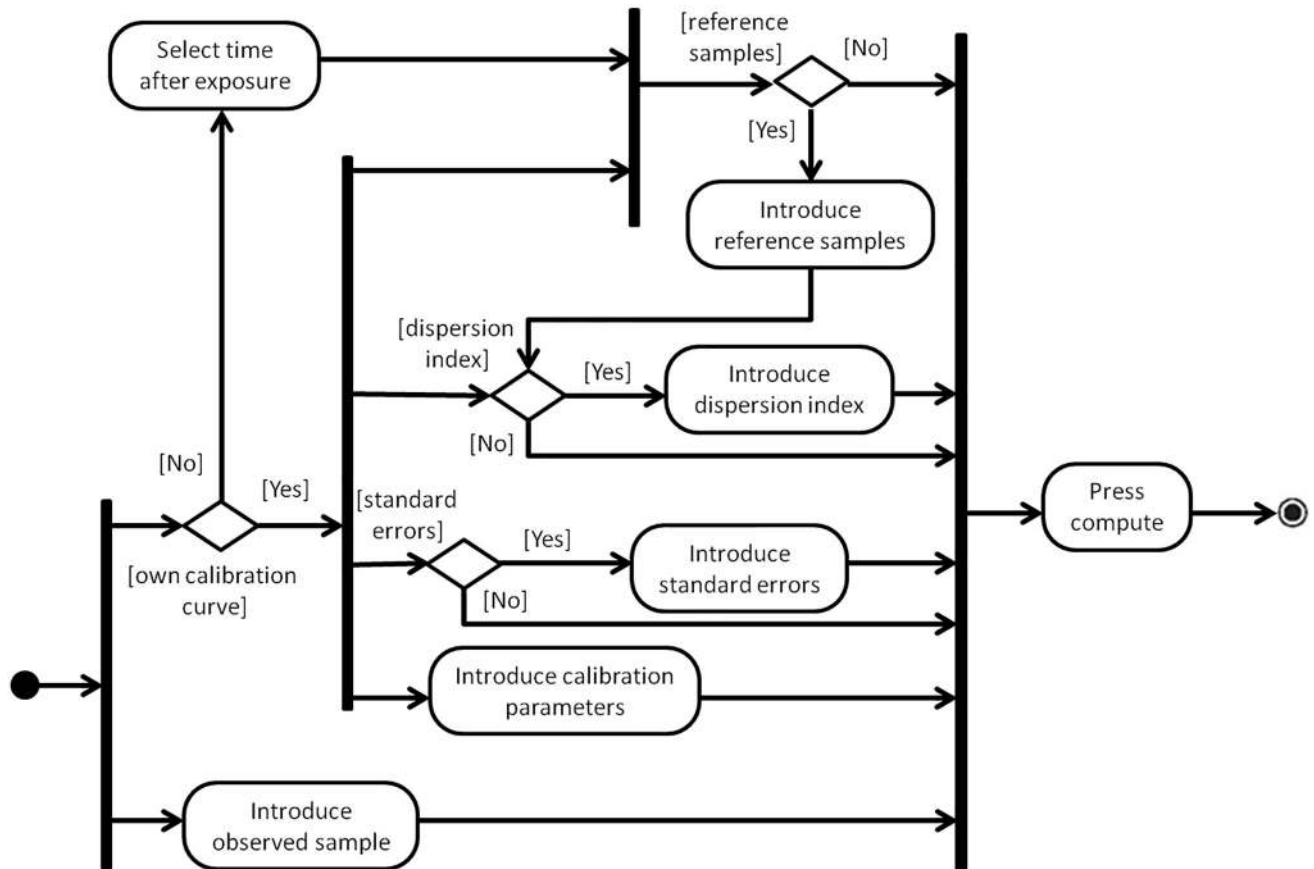 Select time
after exposure
[reference
samples]
[No]
[Yes]
Introduce
reference samples
[dispersion
index]
[Yes]
Introduce
dispersion index
[No]
[No]
[Yes]
[own calibration
curve]
[standard
errors]
[Yes]
Introduce
standard errors
[No]
Introduce calibration
parameters
Introduce
observed sample
Press
compute